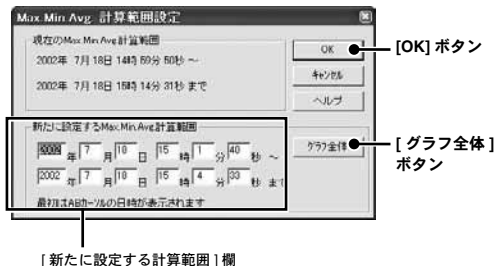 Max Min Avg 計算範囲設定
現在のMax Min Ave計算範囲
2002年 7月 18日 14時 59分 50秒 ～
2002年 7月 18日 15時 14分 31秒 まで
OK
キャンセル
ヘルプ
[OK] ボタン
新たに設定するMax,Min,Avg計算範囲
2002 年 7 月 18 日 15 時 1 分 40 秒 ～
2002 年 7 月 18 日 15 時 4 分 33 秒 まで
最初はABカーソルの日時が表示されます
グラフ全体
[ グラフ全体 ]
ボタン
[ 新たに設定する計算範囲 ] 欄